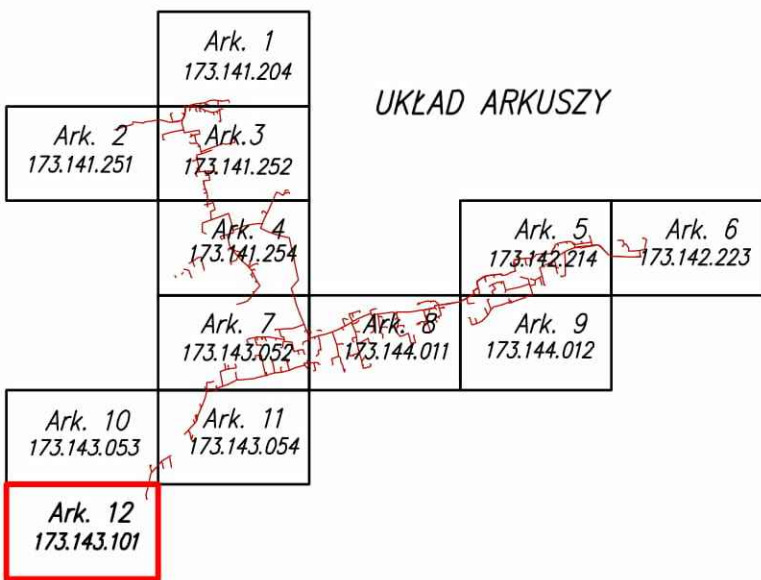 Ark. 1
173.141.204
UKŁAD ARKUSZY
Ark. 2
173.141.251
Ark.3
173.141.252
Ark. 4
173.141.254
Ark. 5
173.142.214
Ark. 6
173.142.223
Ark. 7
173.143.052
Ark. 8
173.144.011
Ark. 9
173.144.012
Ark. 10
173.143.053
Ark. 11
173.143.054
Ark. 12
173.143.101